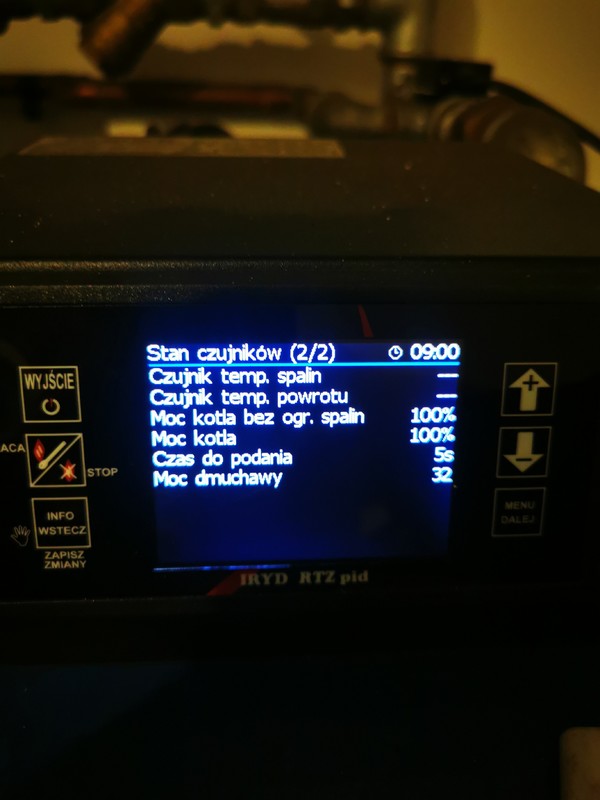 Stan czujników (2/2) 09:00
Czujnik temp. spalin ---
Czujnik temp. powrotu ---
Moc kotla bez ogr. spalin 100%
Moc kotla 100%
Czas do podania 5s
Moc dmuchawy 32
WYJŚCIE
ACA
STOP
INFO
WSTECZ
ZAPISZ
ZMIANY
MENU
DALEJ
IRYD RTZ pid